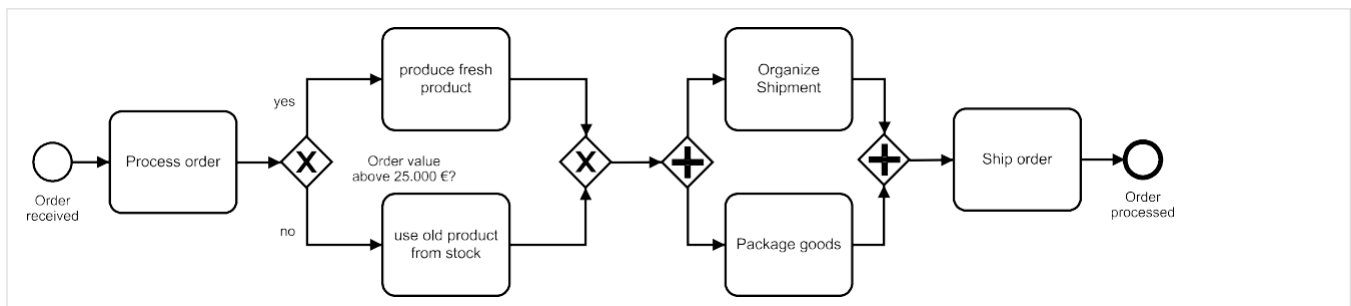 Order
received
Process order
yes
no
produce fresh
product
Order value
above 25.000 €?
use old product
from stock
X
X
Organize
Shipment
Package goods
Ship order
Order
processed